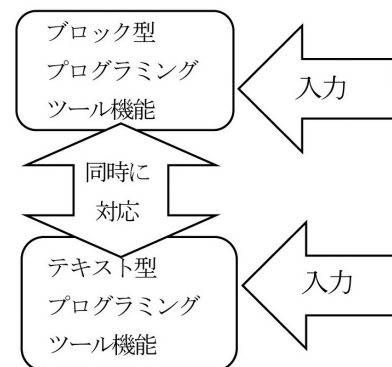 ブロック型
プログラミング
ツール機能
入力
同時に
対応
テキスト型
プログラミング
ツール機能
入力